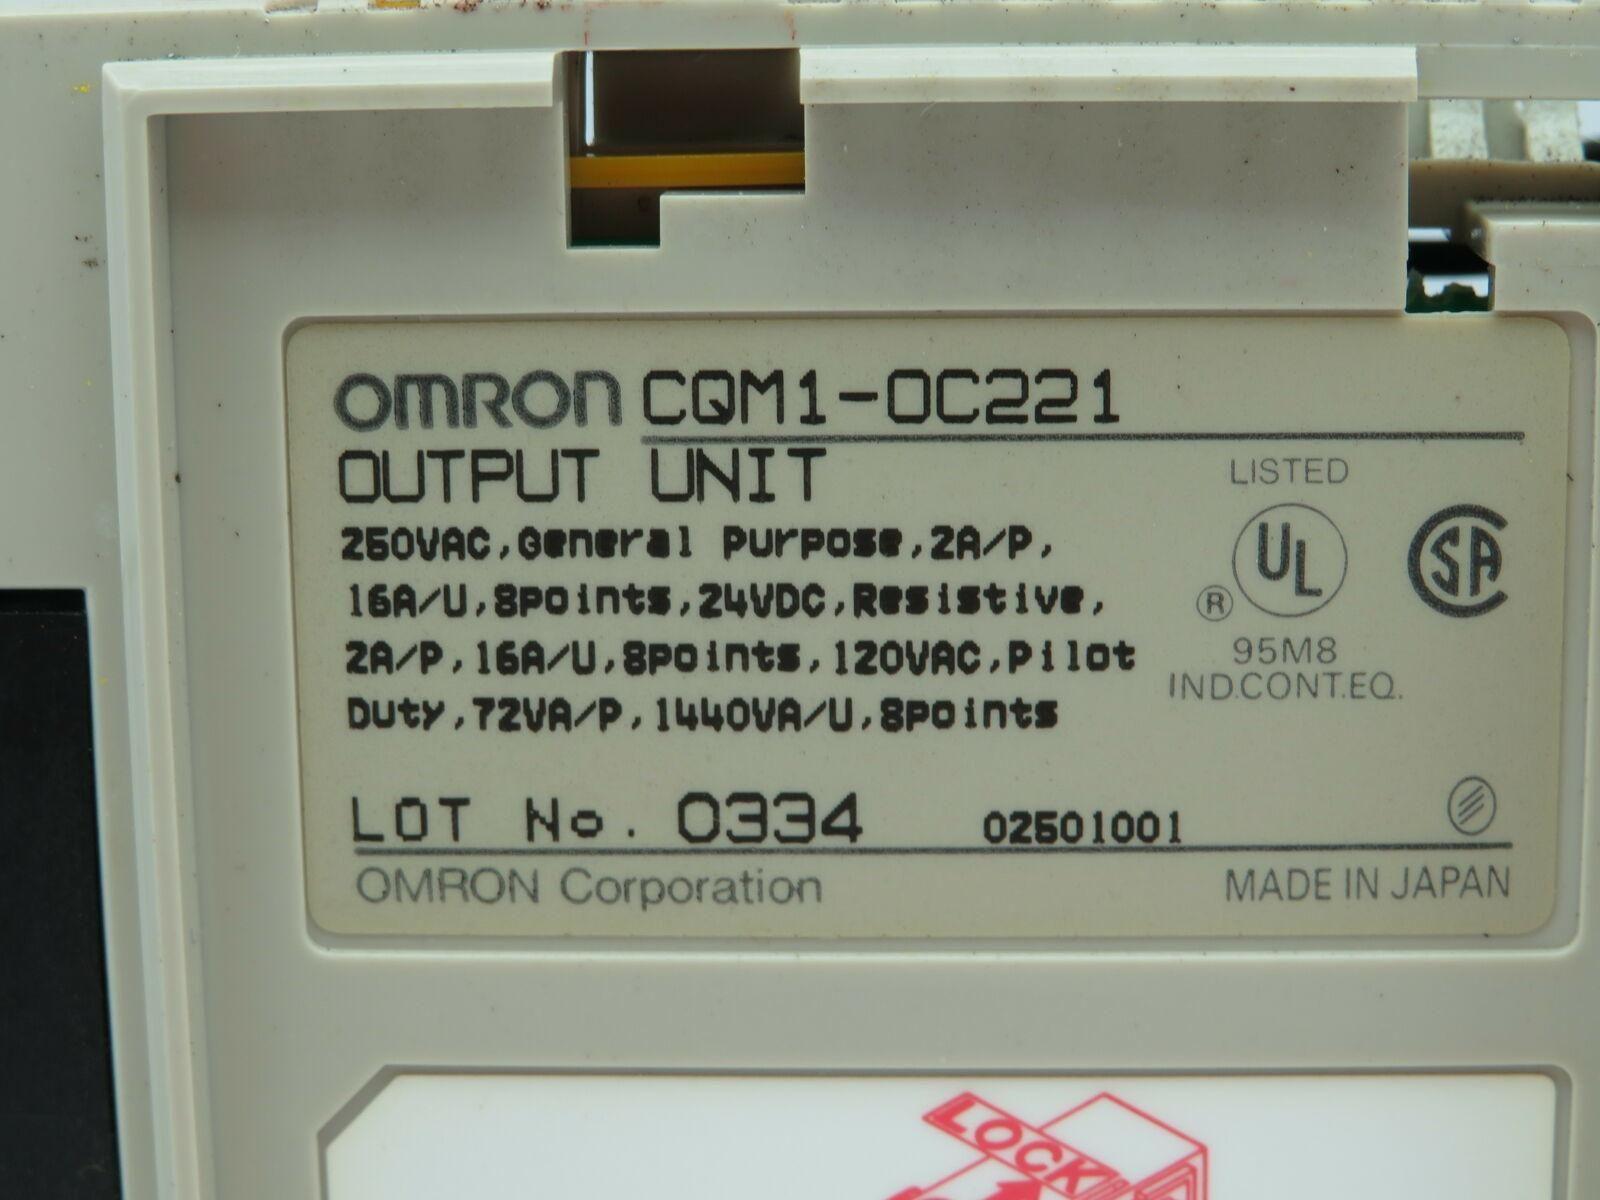 OMRON CQM1-OC221
OUTPUT UNIT
250VAC,General Purpose,2A/P,
16A/U,8points,24VDC,Resistive,
2A/P,16A/U,8points,120VAC,Pilot
Duty,72VA/P,1440VA/U,8points
LISTED
UL
®
SA
95M8
IND.CONT.EQ.
LOT No. 0334 02501001
OMRON Corporation MADE IN JAPAN
LOCK